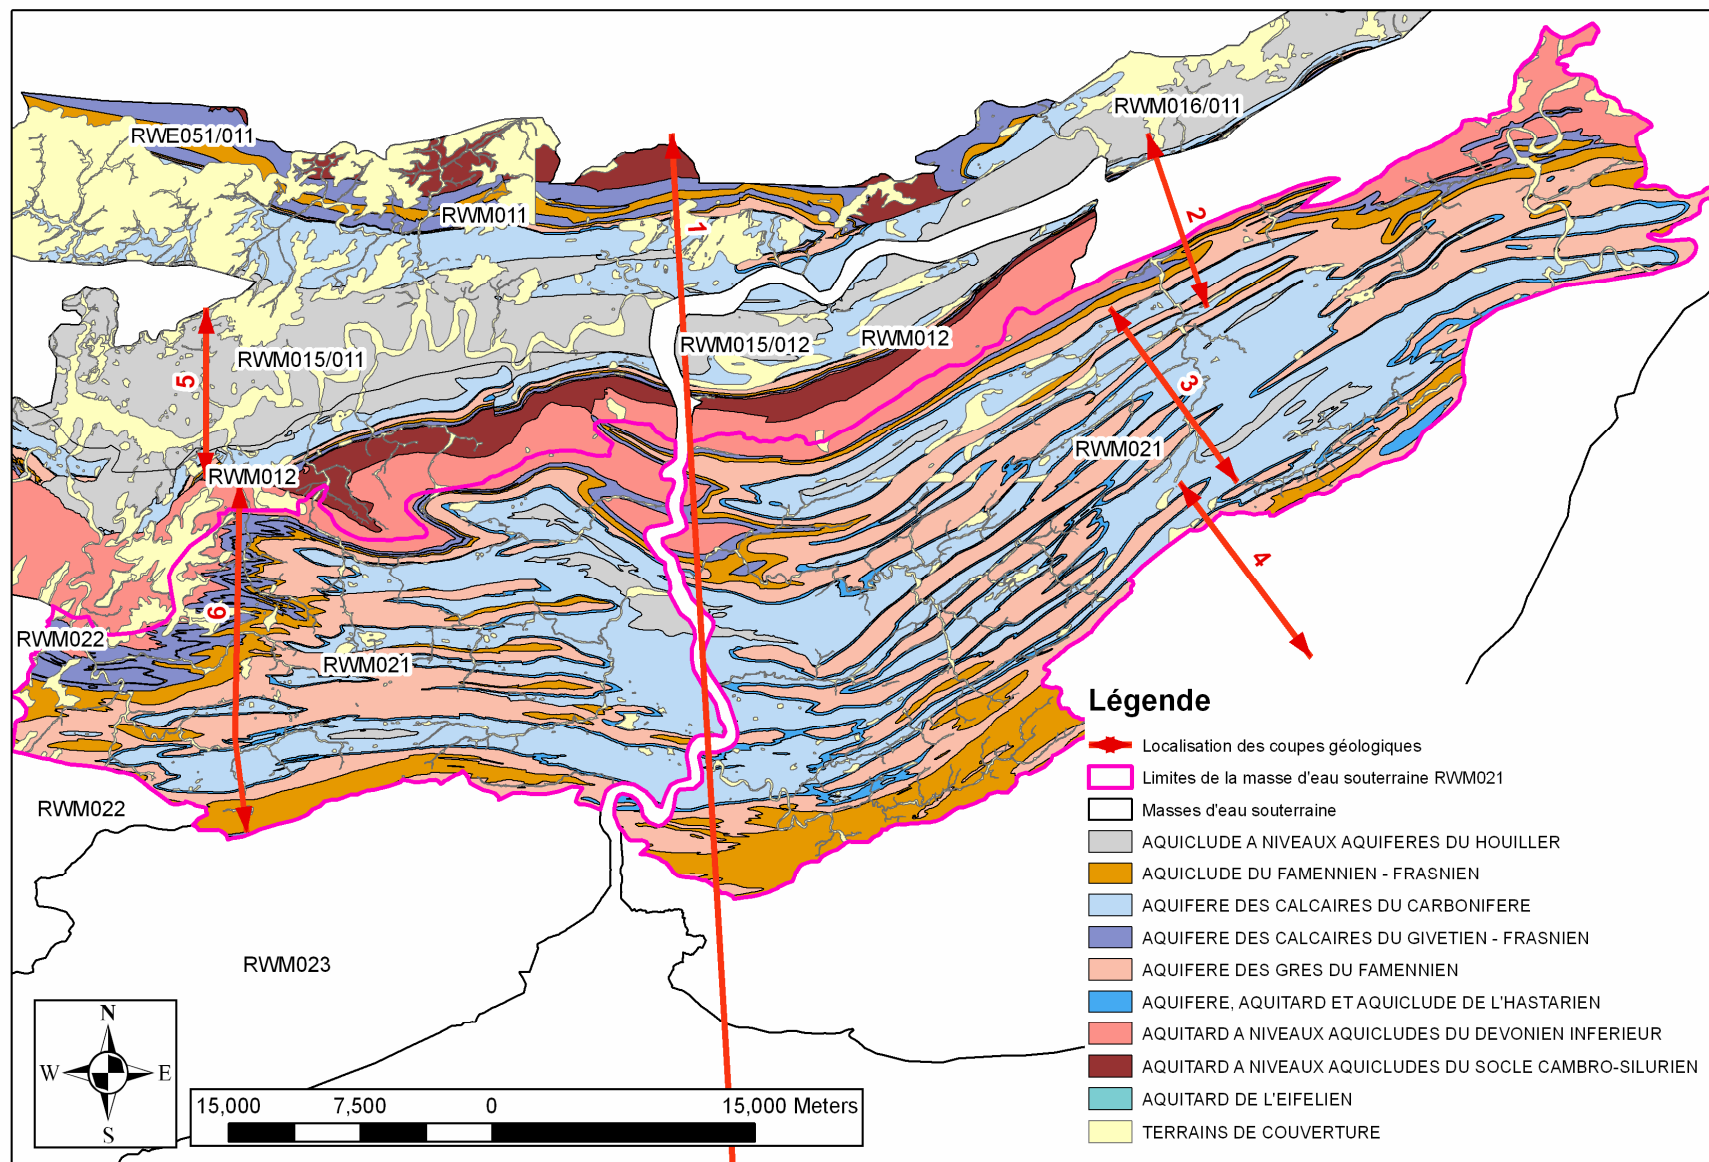 RWM016/011
RWE051/011
RWM011
1
2
RWM015/012
RWM012
RWM015/011
5
3
RWM021
RWM012
4
6
RWM022
RWM021
RWM022
RWM023
Légende
Localisation des coupes géologiques
Limites de la masse d'eau souterraine RWM021
Masses d'eau souterraine
AQUICLUDE A NIVEAUX AQUIFERES DU HOUILLER
AQUICLUDE DU FAMENNIEN - FRASNIEN
AQUIFERE DES CALCAIRES DU CARBONIFERE
AQUIFERE DES CALCAIRES DU GIVETIEN - FRASNIEN
AQUIFERE DES GRES DU FAMENNIEN
AQUIFERE, AQUITARD ET AQUICLUDE DE L'HASTARIEN
AQUITARD A NIVEAUX AQUICLUDES DU DEVONIEN INFERIEUR
AQUITARD A NIVEAUX AQUICLUDES DU SOCLE CAMBRO-SILURIEN
AQUITARD DE L'EIFELIEN
TERRAINS DE COUVERTURE
N
W E
S
15,000 7,500 0 15,000 Meters